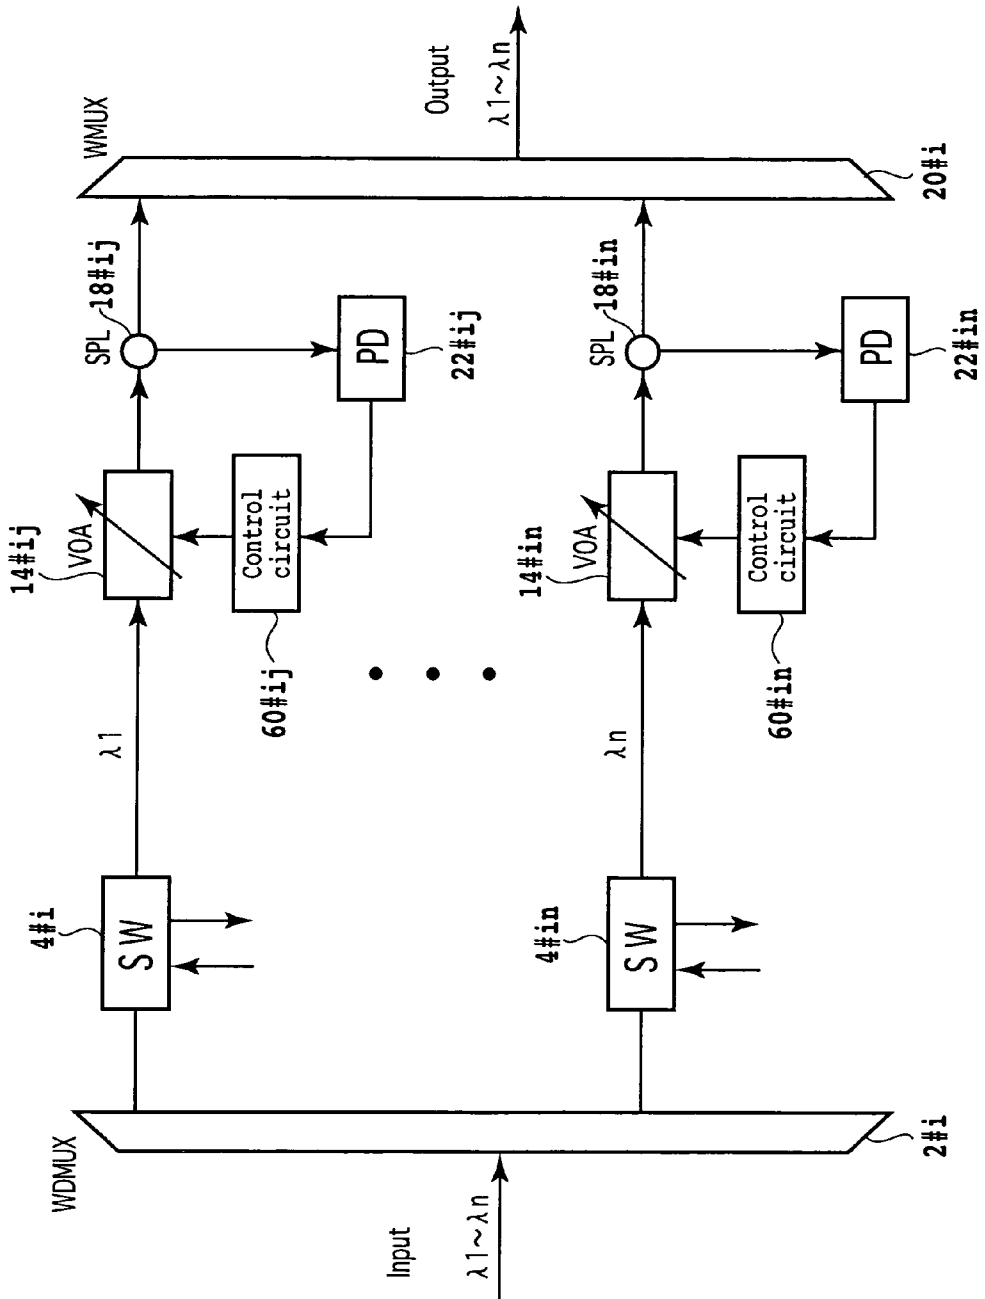 Input
λ1~λn
WDMUX
2#i
4#i
SW
λ1
14#ij
VOA
Control
circuit
60#ij
SPL
18#ij
PD
22#ij
4#in
SW
λn
14#in
VOA
Control
circuit
60#in
SPL
18#in
PD
22#in
WMUX
20#i
Output
λ1~λn